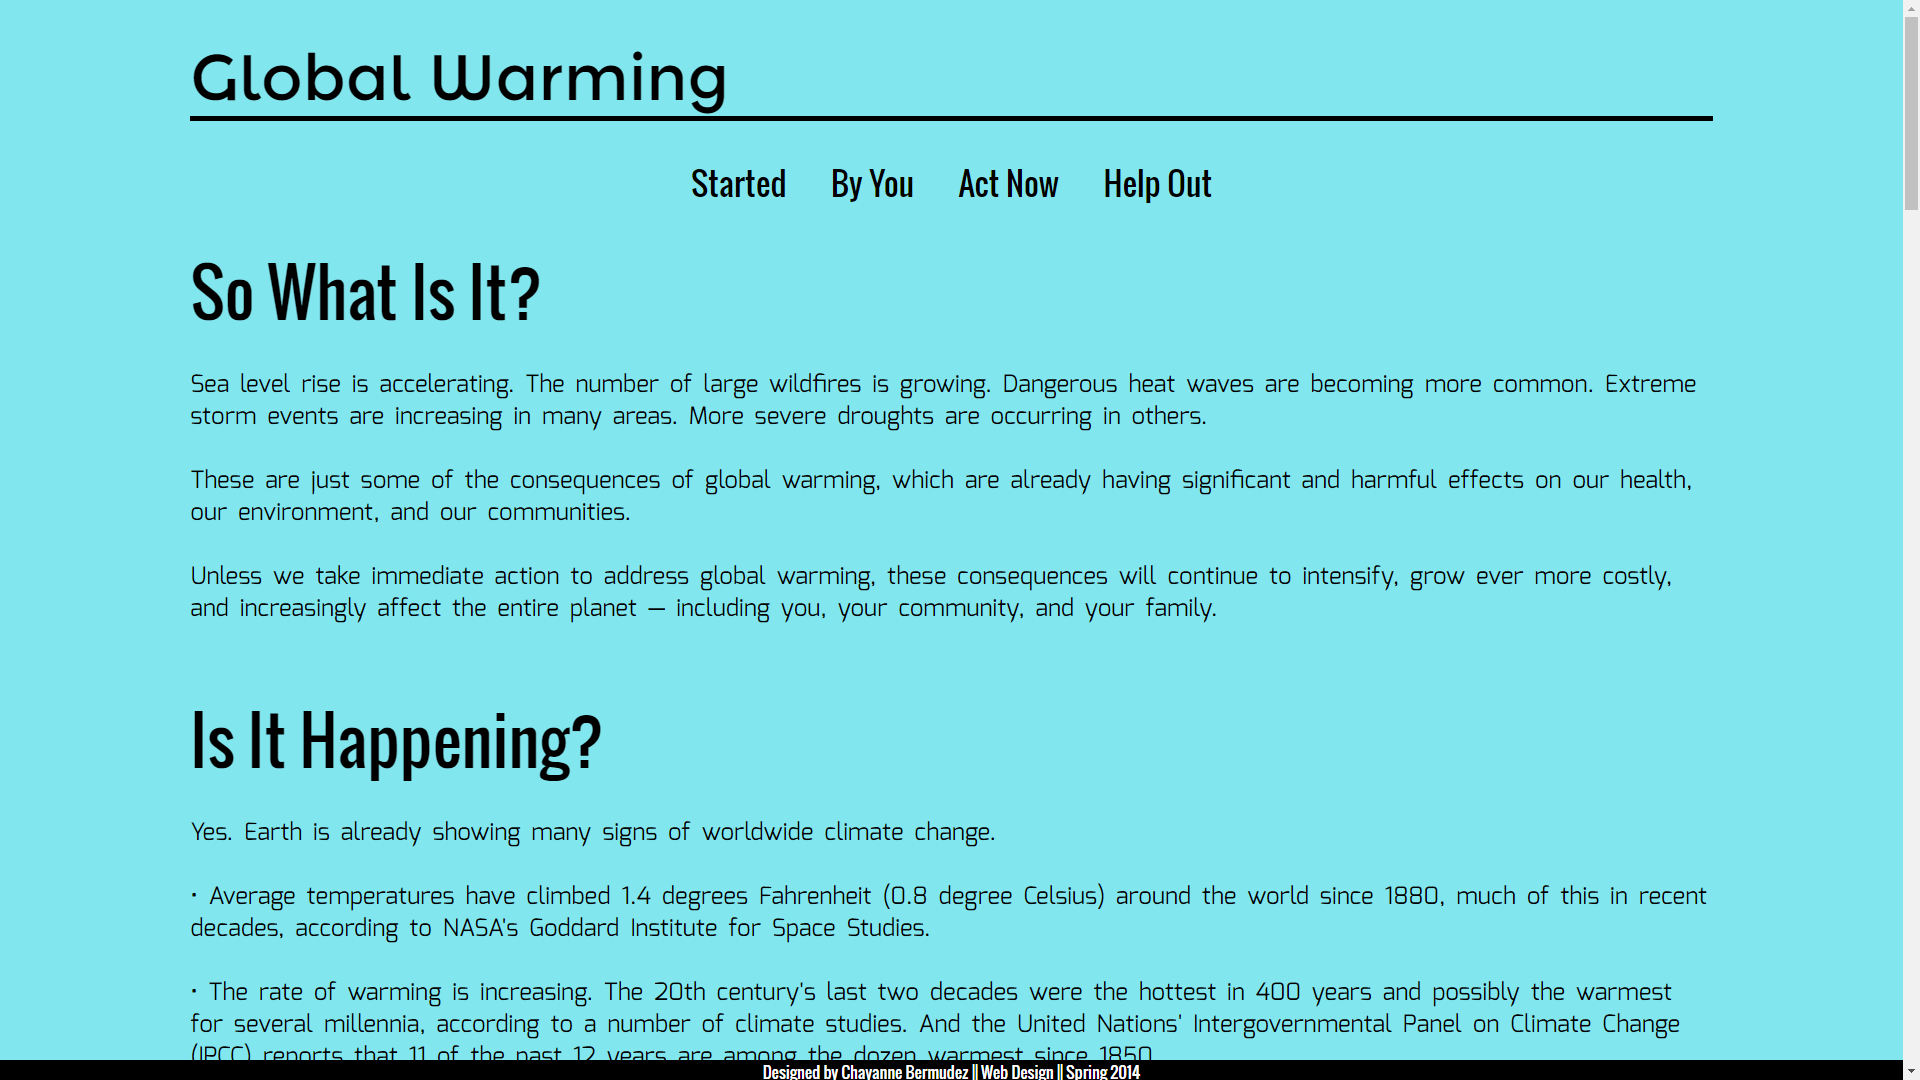 Global Warming
Started By You Act Now Help Out
So What Is It?
Sea level rise is accelerating. The number of large wildfires is growing. Dangerous heat waves are becoming more common. Extreme
storm events are increasing in many areas. More severe droughts are occurring in others.
These are just some of the consequences of global warming, which are already having significant and harmful effects on our health,
our environment, and our communities.
Unless we take immediate action to address global warming, these consequences will continue to intensify, grow ever more costly,
and increasingly affect the entire planet — including you, your community, and your family.
Is It Happening?
Yes. Earth is already showing many signs of worldwide climate change.
• Average temperatures have climbed 1.4 degrees Fahrenheit (0.8 degree Celsius) around the world since 1880, much of this in recent
decades, according to NASA's Goddard Institute for Space Studies.
• The rate of warming is increasing. The 20th century's last two decades were the hottest in 400 years and possibly the warmest
for several millennia, according to a number of climate studies. And the United Nations' Intergovernmental Panel on Climate Change
(IPCC) reports that 11 of the past 12 years are among the dozen warmest since 1850.
Designed by Chayanne Bermudez || Web Design || Spring 2014